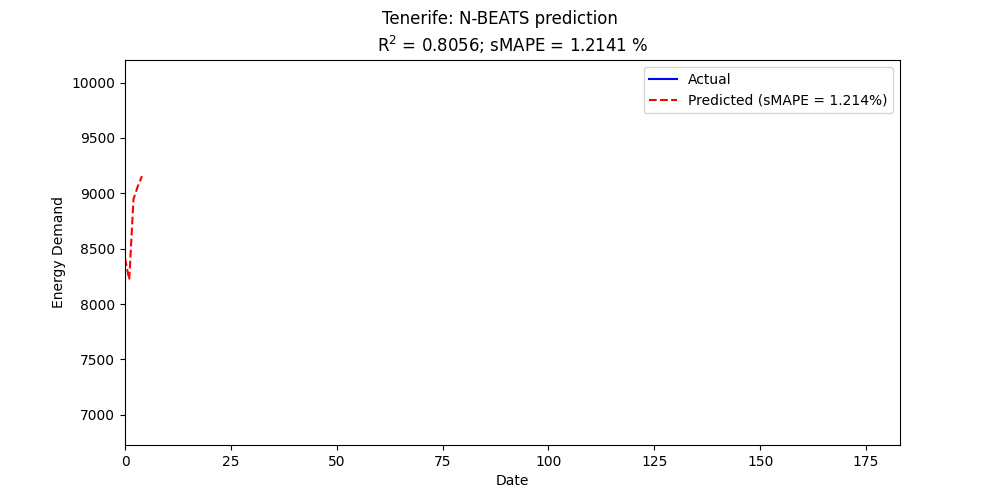 Tenerife: N-BEATS prediction
R² = 0.8056; sMAPE = 1.2141 %
Actual
Predicted (sMAPE = 1.214%)
Energy Demand
10000
9500
9000
8500
8000
7500
7000
0 25 50 75 100 125 150 175
Date